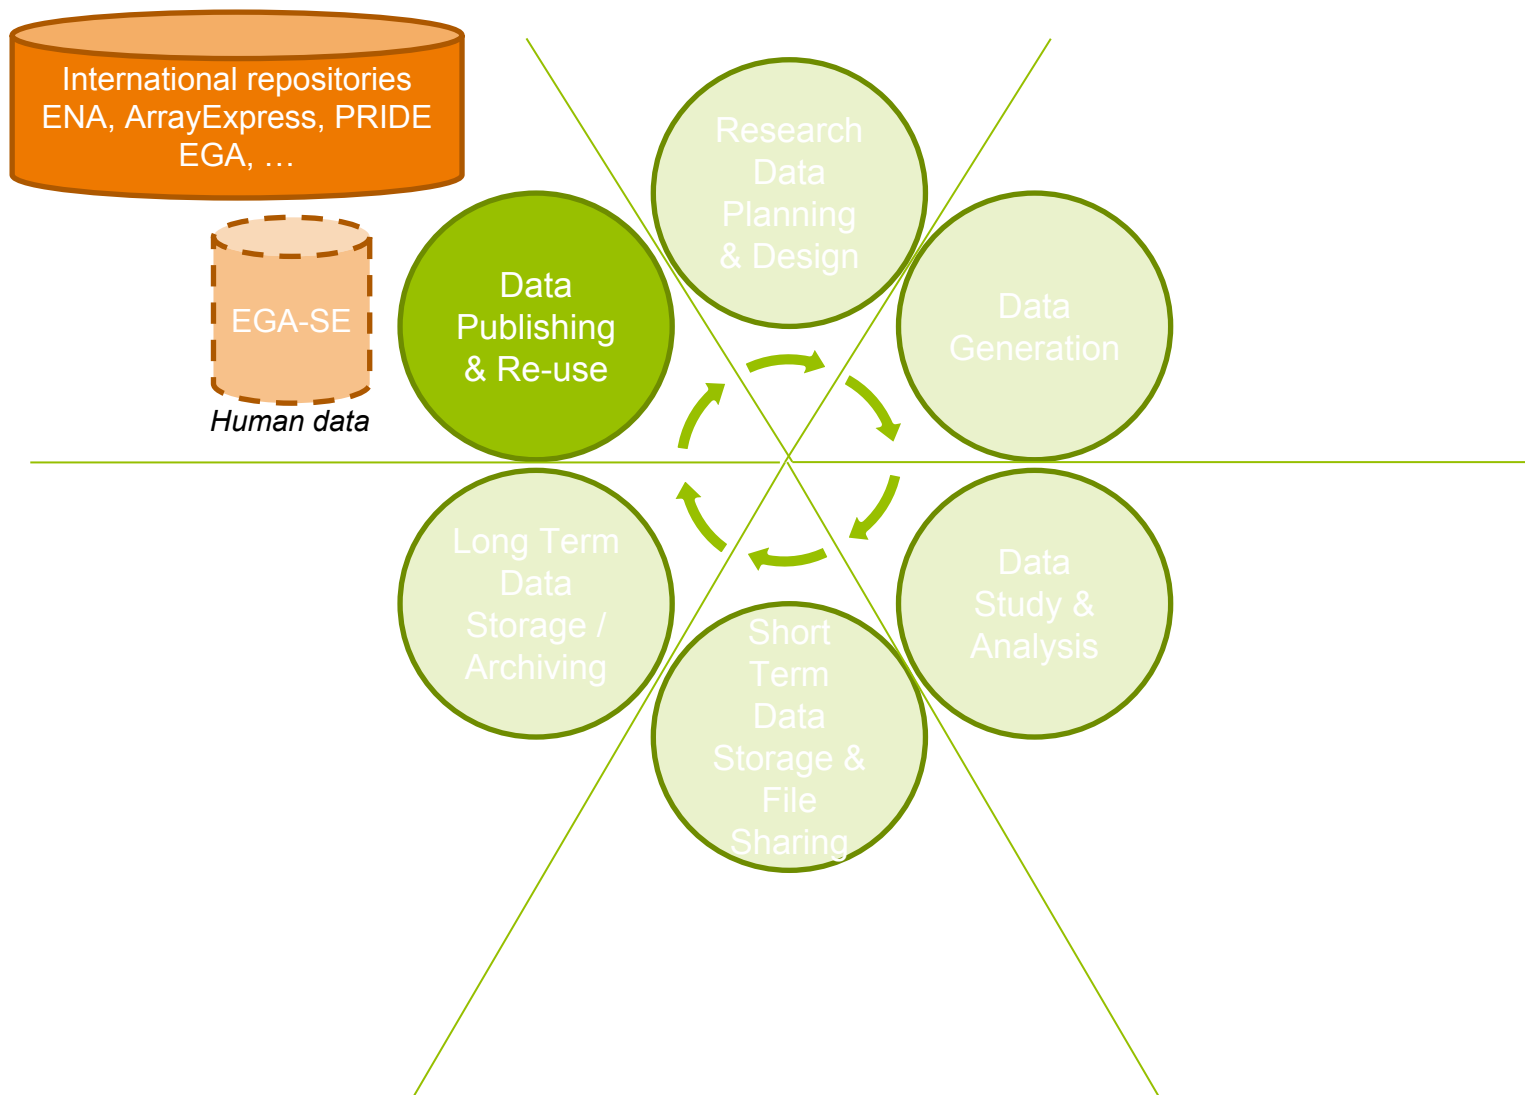 International repositories
ENA, ArrayExpress, PRIDE
EGA, …
EGA-SE
Human data
Data
Publishing
& Re-use
Research
Data
Planning
& Design
Data
Generation
Data
Study &
Analysis
Short
Term
Data
Storage &
File
Sharing
Long Term
Data
Storage /
Archiving